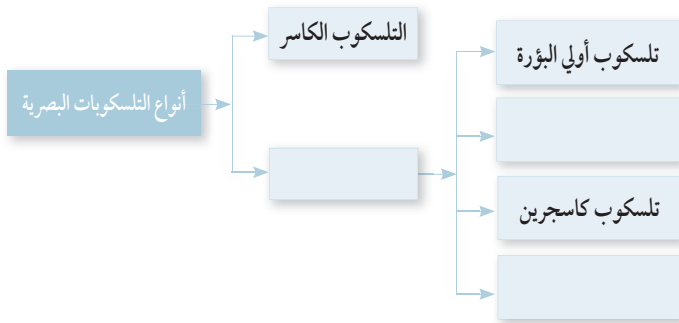 أنواع التلسكوبات البصرية
التلسكوب الكاسر
تلسكوب أولي البؤرة
تلسكوب كاسجرين